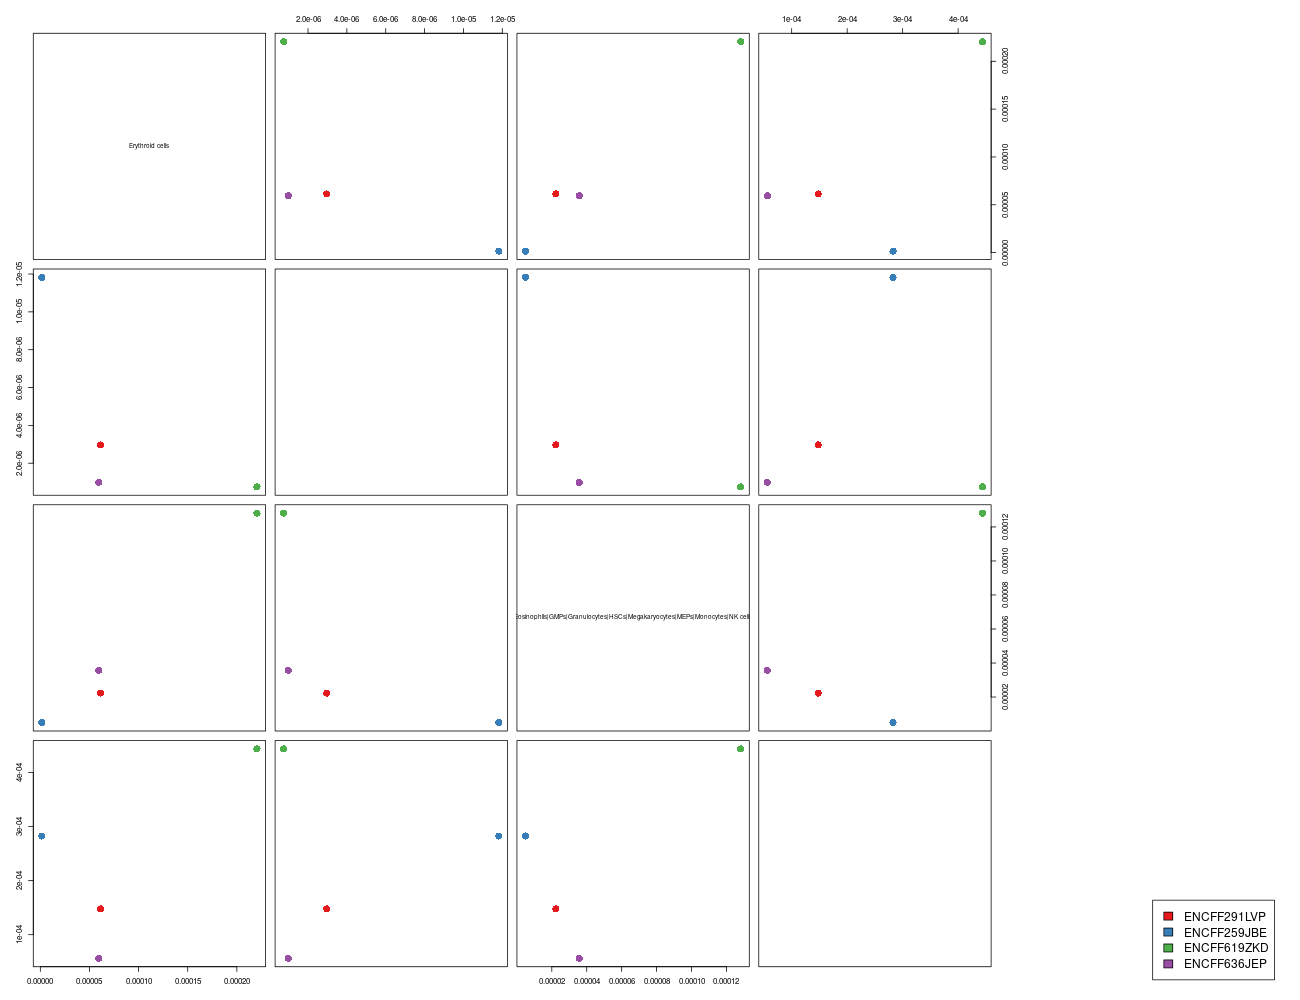 2.0e-06 4.0e-06 6.0e-06 8.0e-06 1.0e-05 1.2e-05
1e-04 2e-04 3e-04 4e-04
Erythroid cells
0.00000 0.00005 0.00010 0.00015 0.00020
2.0e-06 4.0e-06 6.0e-06 8.0e-06 1.0e-05 1.2e-05
Eosinophils|GMPs|Granulocytes|HSCs|Megakaryocytes|MEPs|Monocytes|NK cell
0.00002 0.00004 0.00006 0.00008 0.00010 0.00012
1e-04 2e-04 3e-04 4e-04
0.00000 0.00005 0.00010 0.00015 0.00020
0.00002 0.00004 0.00006 0.00008 0.00010 0.00012
ENCFF291LVP
ENCFF259JBE
ENCFF619ZKD
ENCFF636JEP